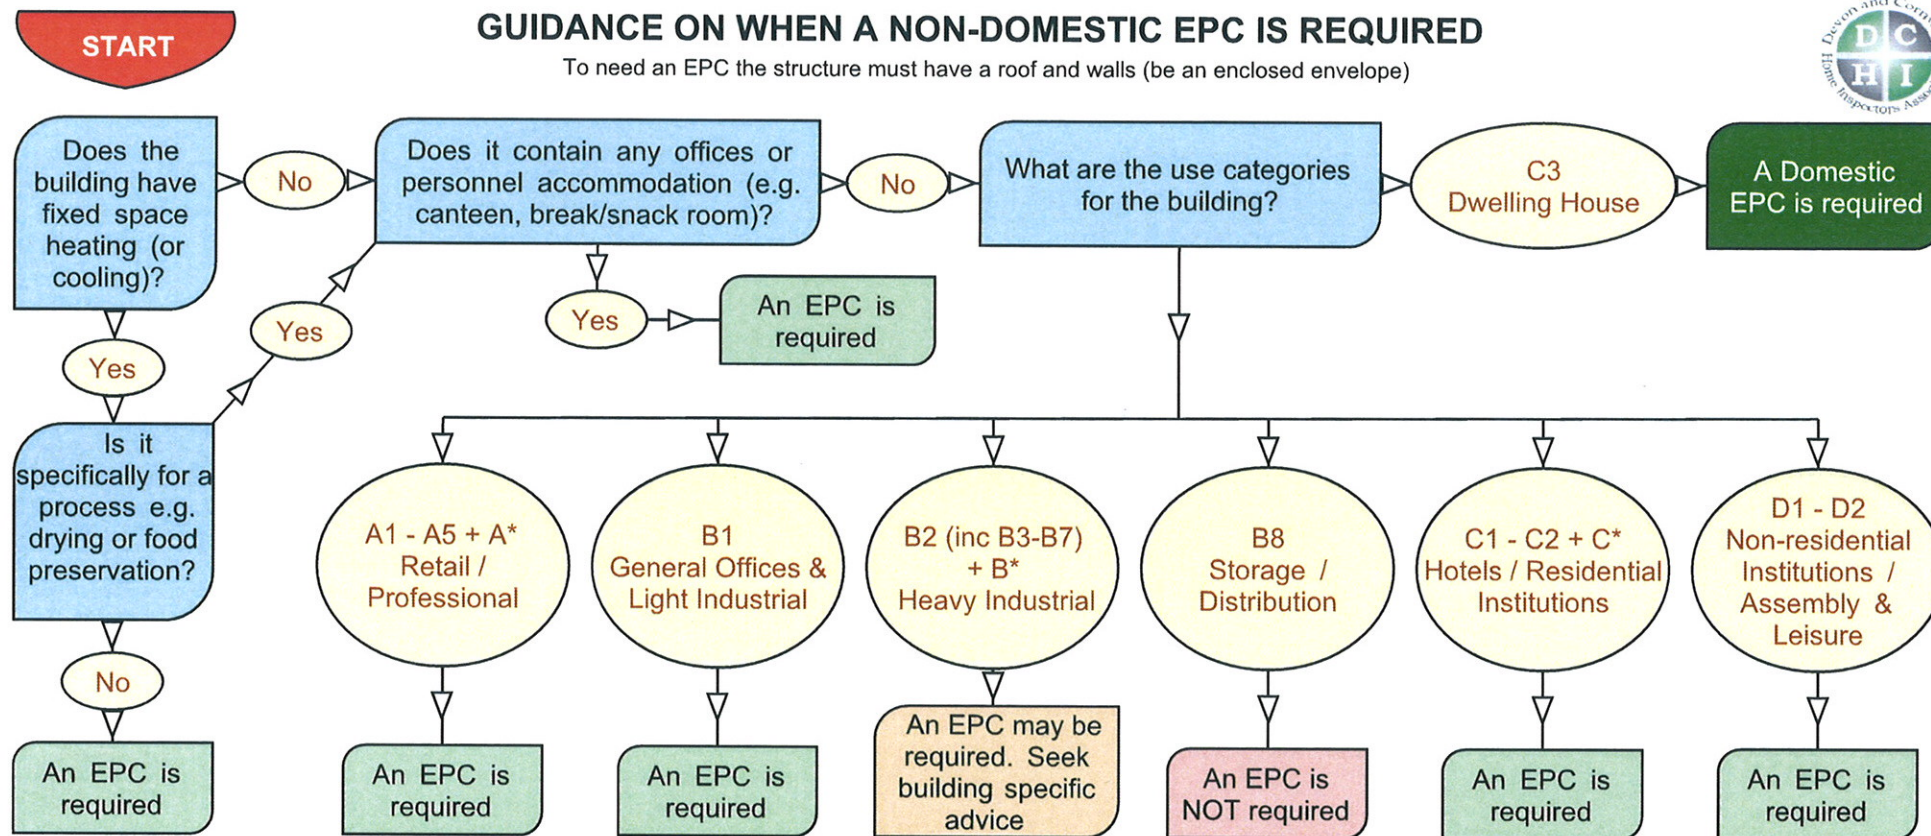 START
GUIDANCE ON WHEN A NON-DOMESTIC EPC IS REQUIRED
To need an EPC the structure must have a roof and walls (be an enclosed envelope)
Devon and
D C
H I
Home Inspectors
Does the
building have
fixed space
heating (or
cooling)?
No
Does it contain any offices or
personnel accommodation (e.g.
canteen, break/snack room)?
No
What are the use categories
for the building?
C3
Dwelling House
A Domestic
EPC is required
Yes
Yes
Yes
An EPC is
required
Is it
specifically for a
process e.g.
drying or food
preservation?
No
An EPC is
required
A1 - A5 + A*
Retail /
Professional
An EPC is
required
B1
General Offices &
Light Industrial
An EPC is
required
B2 (inc B3-B7)
+ B*
Heavy Industrial
An EPC may be
required. Seek
building specific
advice
B8
Storage /
Distribution
An EPC is
NOT required
C1 - C2 + C*
Hotels / Residential
Institutions
An EPC is
required
D1 - D2
Non-residential
Institutions /
Assembly &
Leisure
An EPC is
required